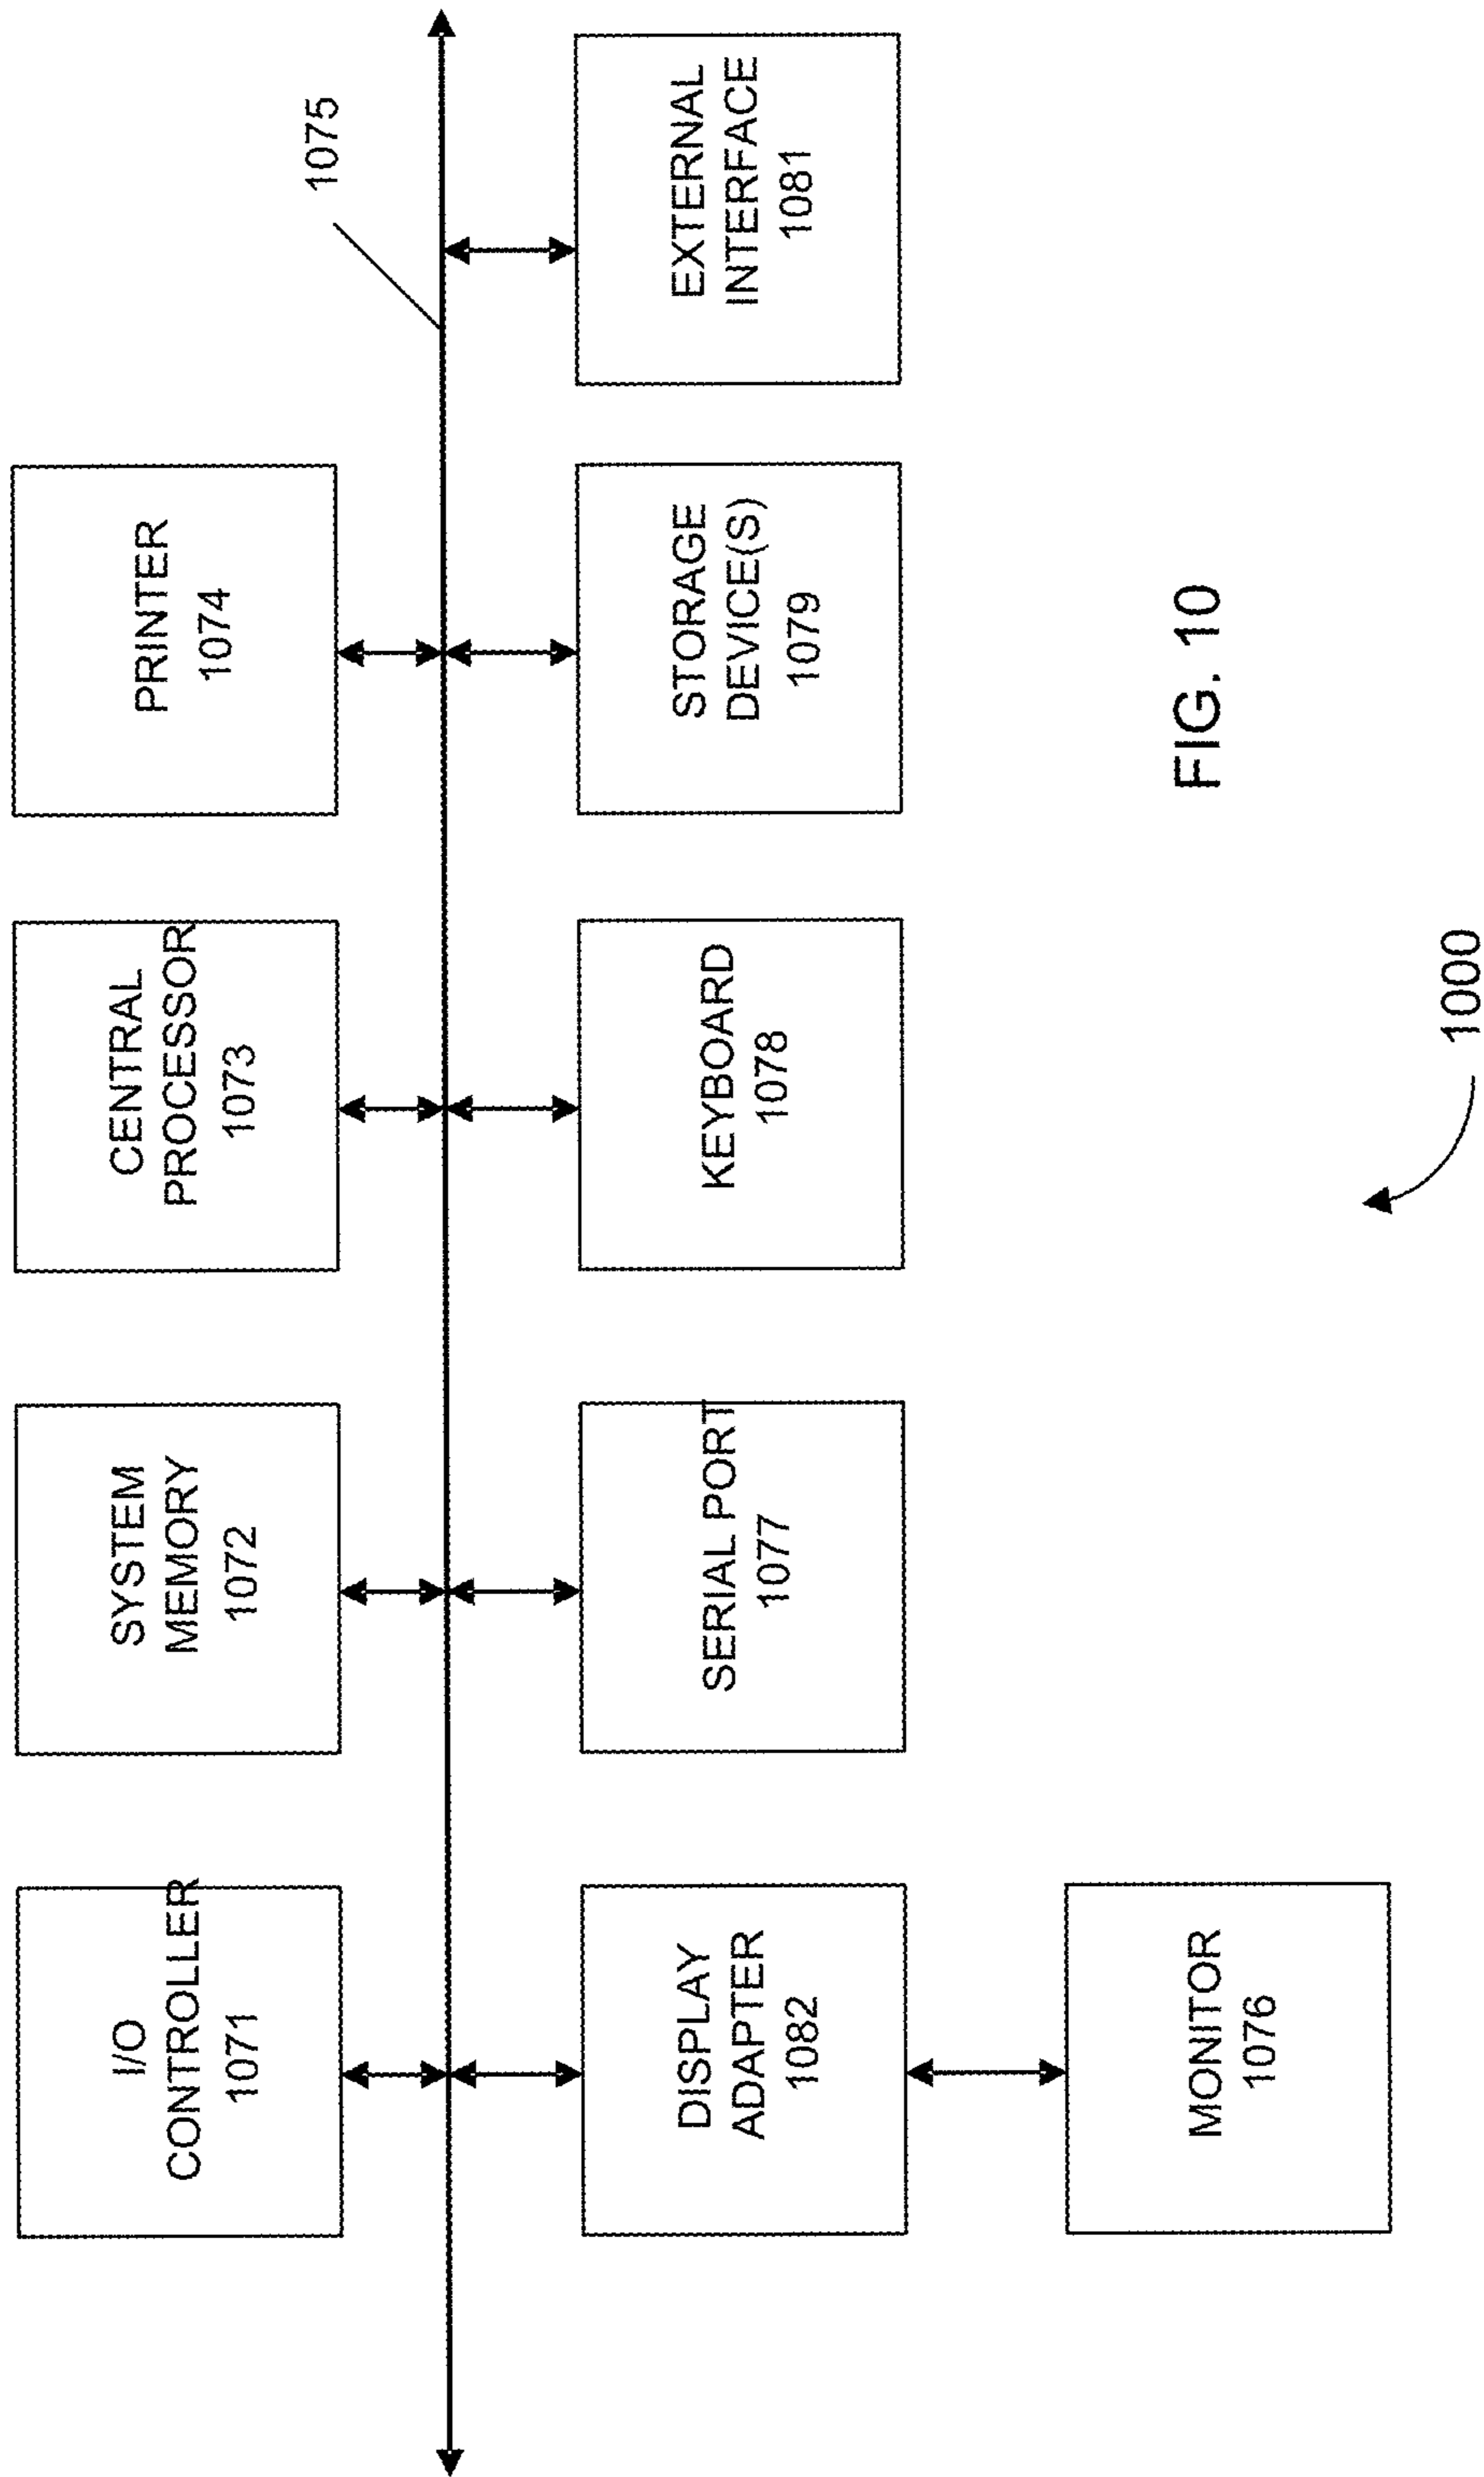 I/O
CONTROLLER
1071
SYSTEM
MEMORY
1072
CENTRAL
PROCESSOR
1073
PRINTER
1074
1075
DISPLAY
ADAPTER
1082
SERIAL PORT
1077
KEYBOARD
1078
STORAGE
DEVICE(S)
1079
EXTERNAL
INTERFACE
1081
MONITOR
1076
FIG. 10
1000